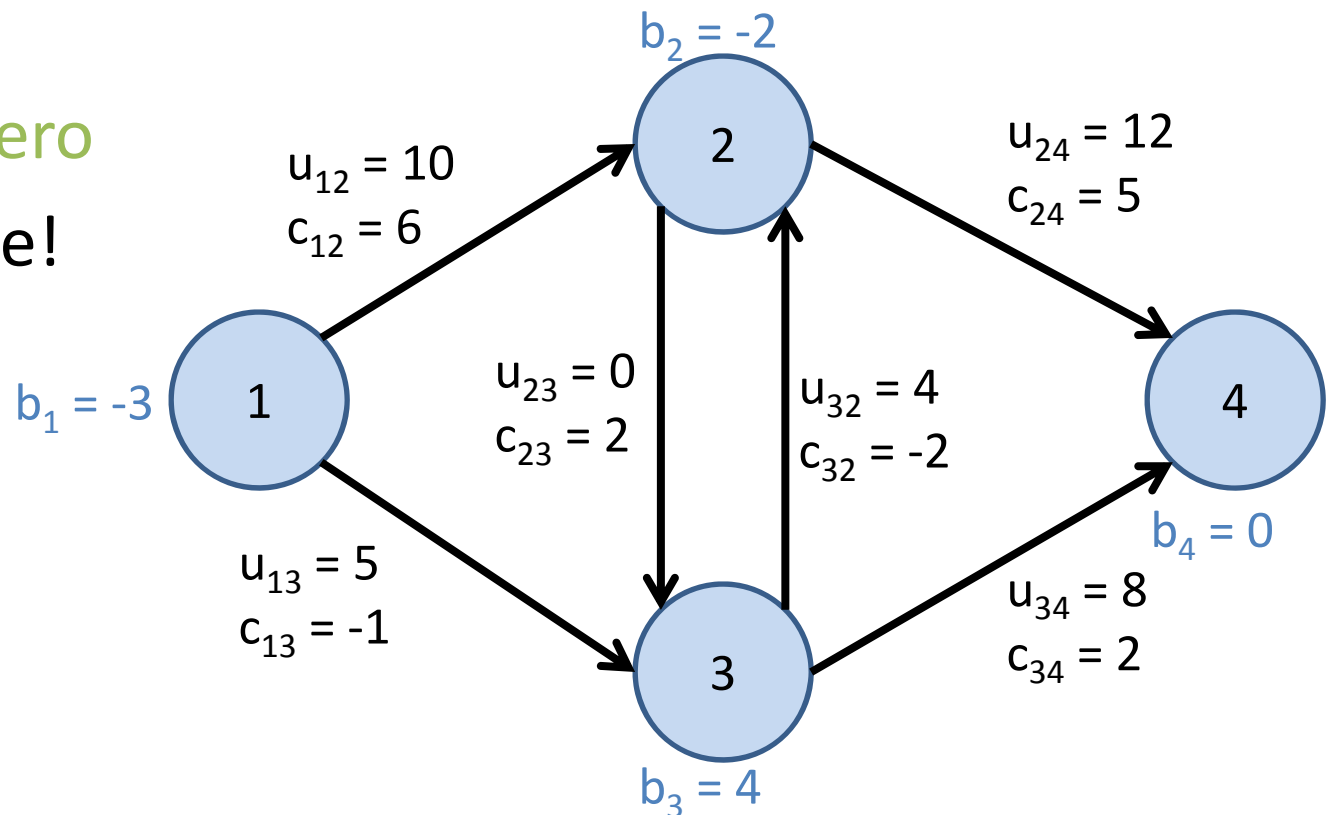 b₂ = -2
ero
e!
u₁₂ = 10
c₁₂ = 6
2
u₂₄ = 12
c₂₄ = 5
b₁ = -3
1
u₂₃ = 0
c₂₃ = 2
u₃₂ = 4
c₃₂ = -2
4
b₄ = 0
u₁₃ = 5
c₁₃ = -1
3
u₃₄ = 8
c₃₄ = 2
b₃ = 4